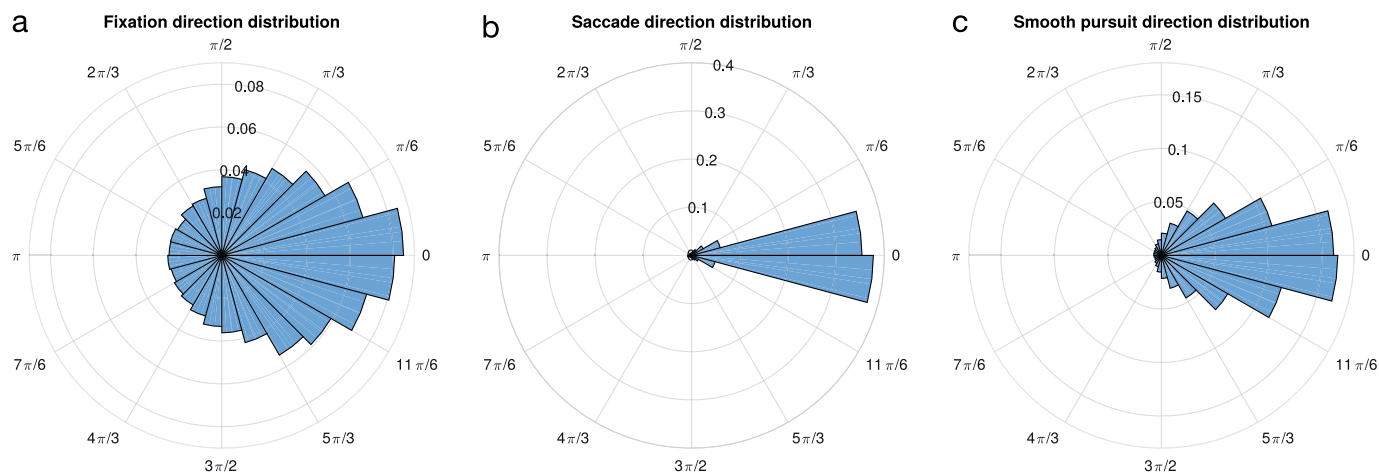 a
Fixation direction distribution
π/2
2π/3
π/3
0.08
0.06
5π/6
π/6
0.04
0.02
π
0
7π/6
11π/6
4π/3
5π/3
3π/2
b
Saccade direction distribution
π/2
0.4
2π/3
π/3
0.3
5π/6
π/6
0.2
0.1
π
0
7π/6
11π/6
4π/3
5π/3
3π/2
c
Smooth pursuit direction distribution
π/2
2π/3
π/3
0.15
5π/6
π/6
0.1
0.05
π
0
7π/6
11π/6
4π/3
5π/3
3π/2